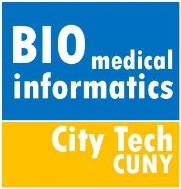 BIO medical
informatics
City Tech
CUNY